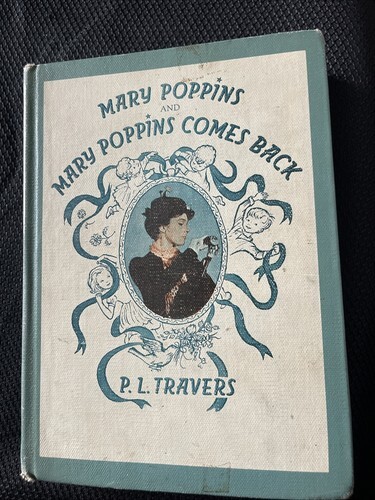 MARY POPPINS
AND
MARY POPPINS COMES BACK
P. L. TRAVERS